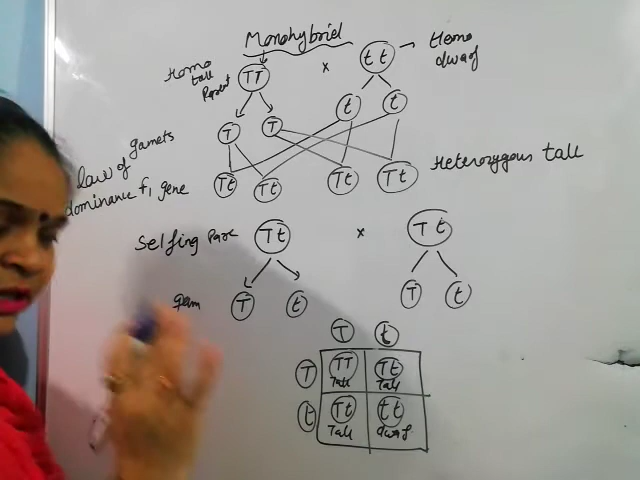 Monohybrid
Homo tall Parent TT x tt → Homo dwarf
T T t t
gamets
law of dominance f1 gene Tt Tt Tt Tt Heterozygous tall
Selfing Tt x Tt
gam T t T t
T t
T TT Tall Tt Tall
t Tt Tall tt dwarf